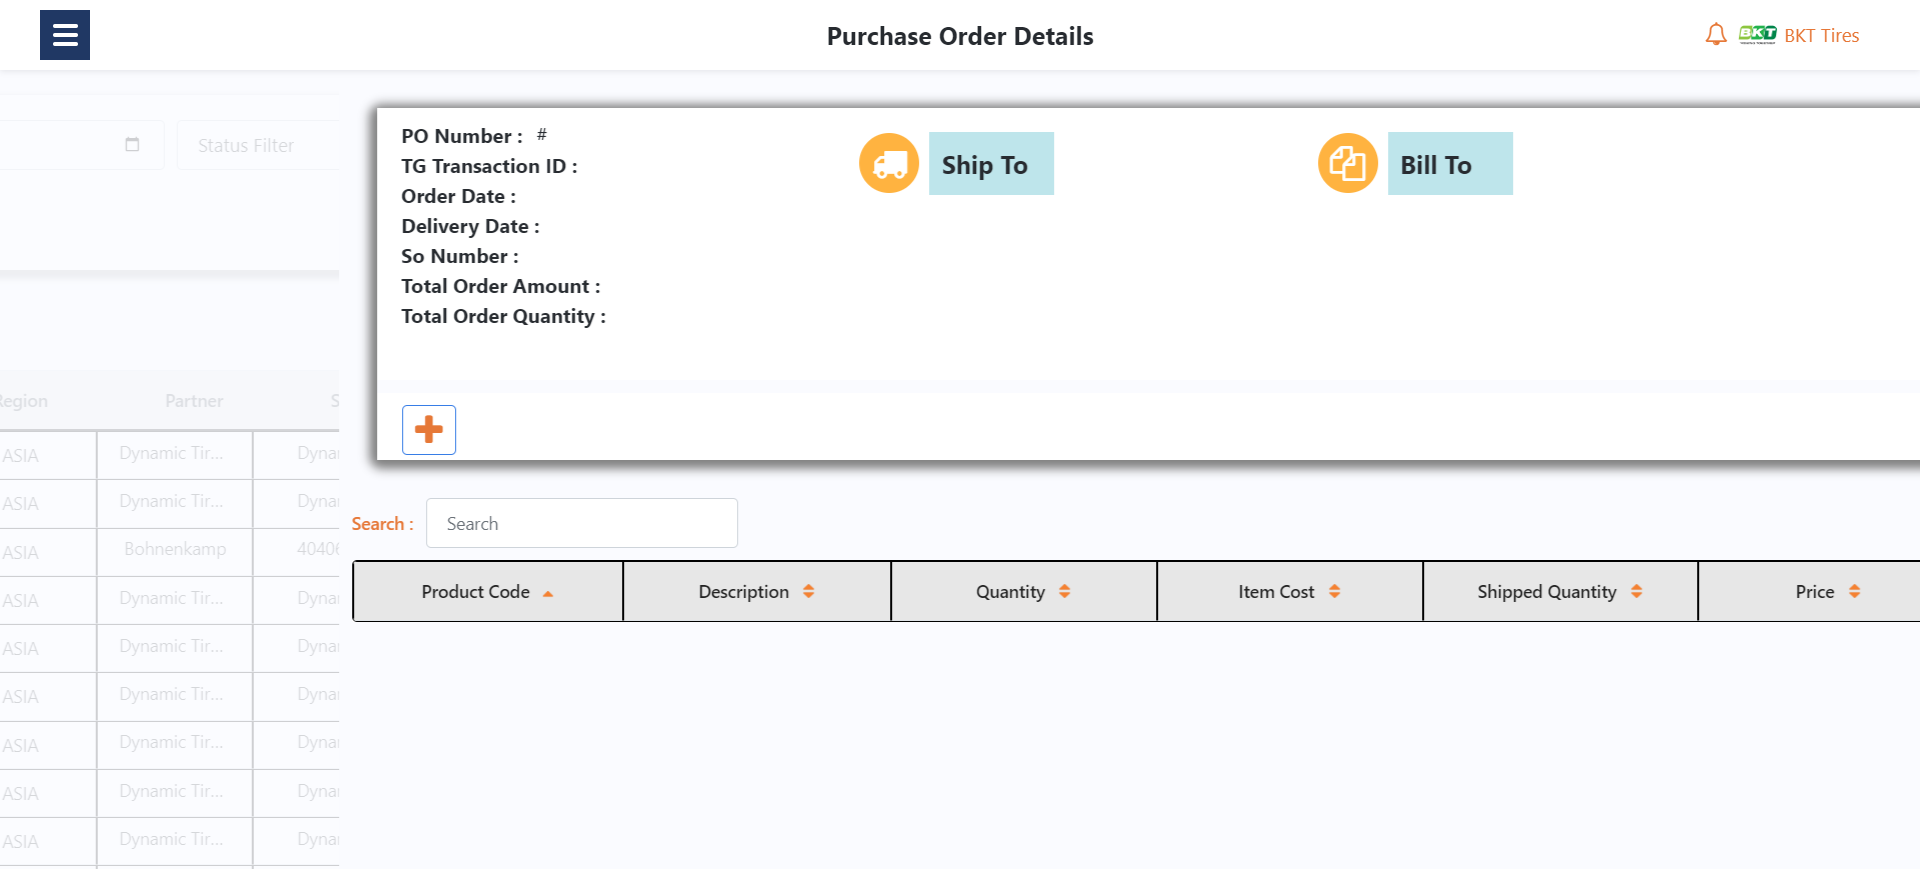 Purchase Order Details
BKT
BKT Tires
Status Filter
PO Number : #
TG Transaction ID :
Order Date :
Delivery Date :
So Number :
Total Order Amount :
Total Order Quantity :
Ship To
Bill To
Search :
Search
Product Code
Description
Quantity
Item Cost
Shipped Quantity
Price
Region
Partner
S
ASIA Dynamic Tir... Dyna
ASIA Dynamic Tir... Dyna
ASIA Bohnenkamp 4040
ASIA Dynamic Tir... Dyna
ASIA Dynamic Tir... Dyna
ASIA Dynamic Tir... Dyna
ASIA Dynamic Tir... Dyna
ASIA Dynamic Tir... Dyna
ASIA Dynamic Tir... Dyna